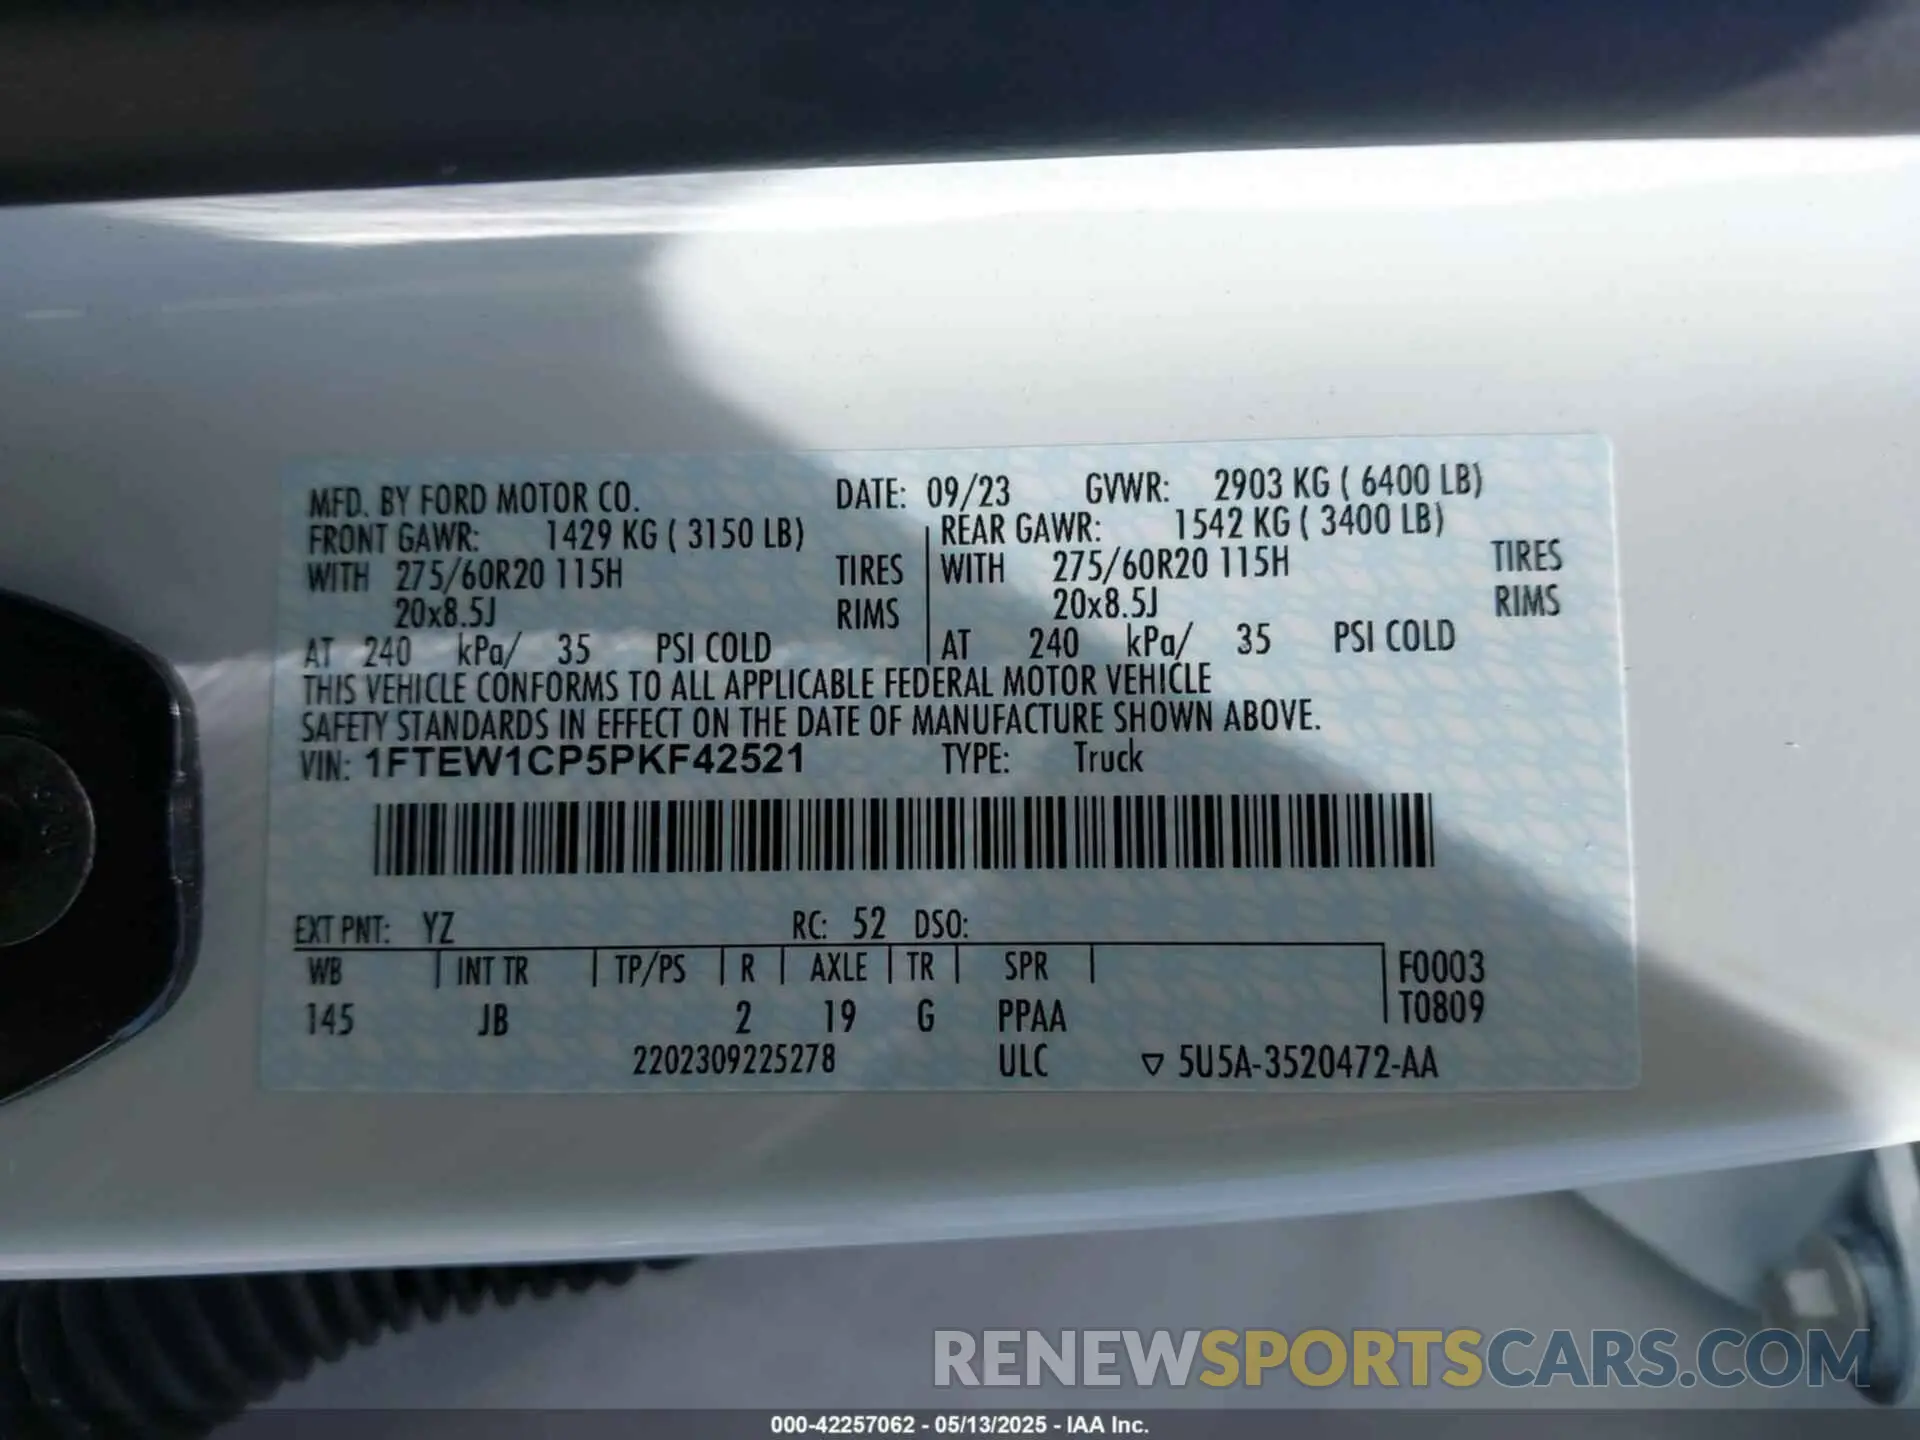 MFD. BY FORD MOTOR CO. DATE: 09/23 GVWR: 2903 KG ( 6400 LB)
FRONT GAWR: 1429 KG ( 3150 LB) REAR GAWR: 1542 KG ( 3400 LB)
WITH 275/60R20 115H TIRES WITH 275/60R20 115H TIRES
20x8.5J RIMS 20x8.5J RIMS
AT 240 kPa/ 35 PSI COLD AT 240 kPa/ 35 PSI COLD
THIS VEHICLE CONFORMS TO ALL APPLICABLE FEDERAL MOTOR VEHICLE
SAFETY STANDARDS IN EFFECT ON THE DATE OF MANUFACTURE SHOWN ABOVE.
VIN: 1FTEW1CP5PKF42521 TYPE: Truck
EXT PNT: YZ RC: 52 DSO:
WB INT TR TP/PS R AXLE TR SPR F0003
145 JB 2 19 G PPAA T0809
2202309225278 ULC ▽ 5U5A-3520472-AA
RENEWSPORTSCARS.COM
000-42257062 - 05/13/2025 - IAA Inc.